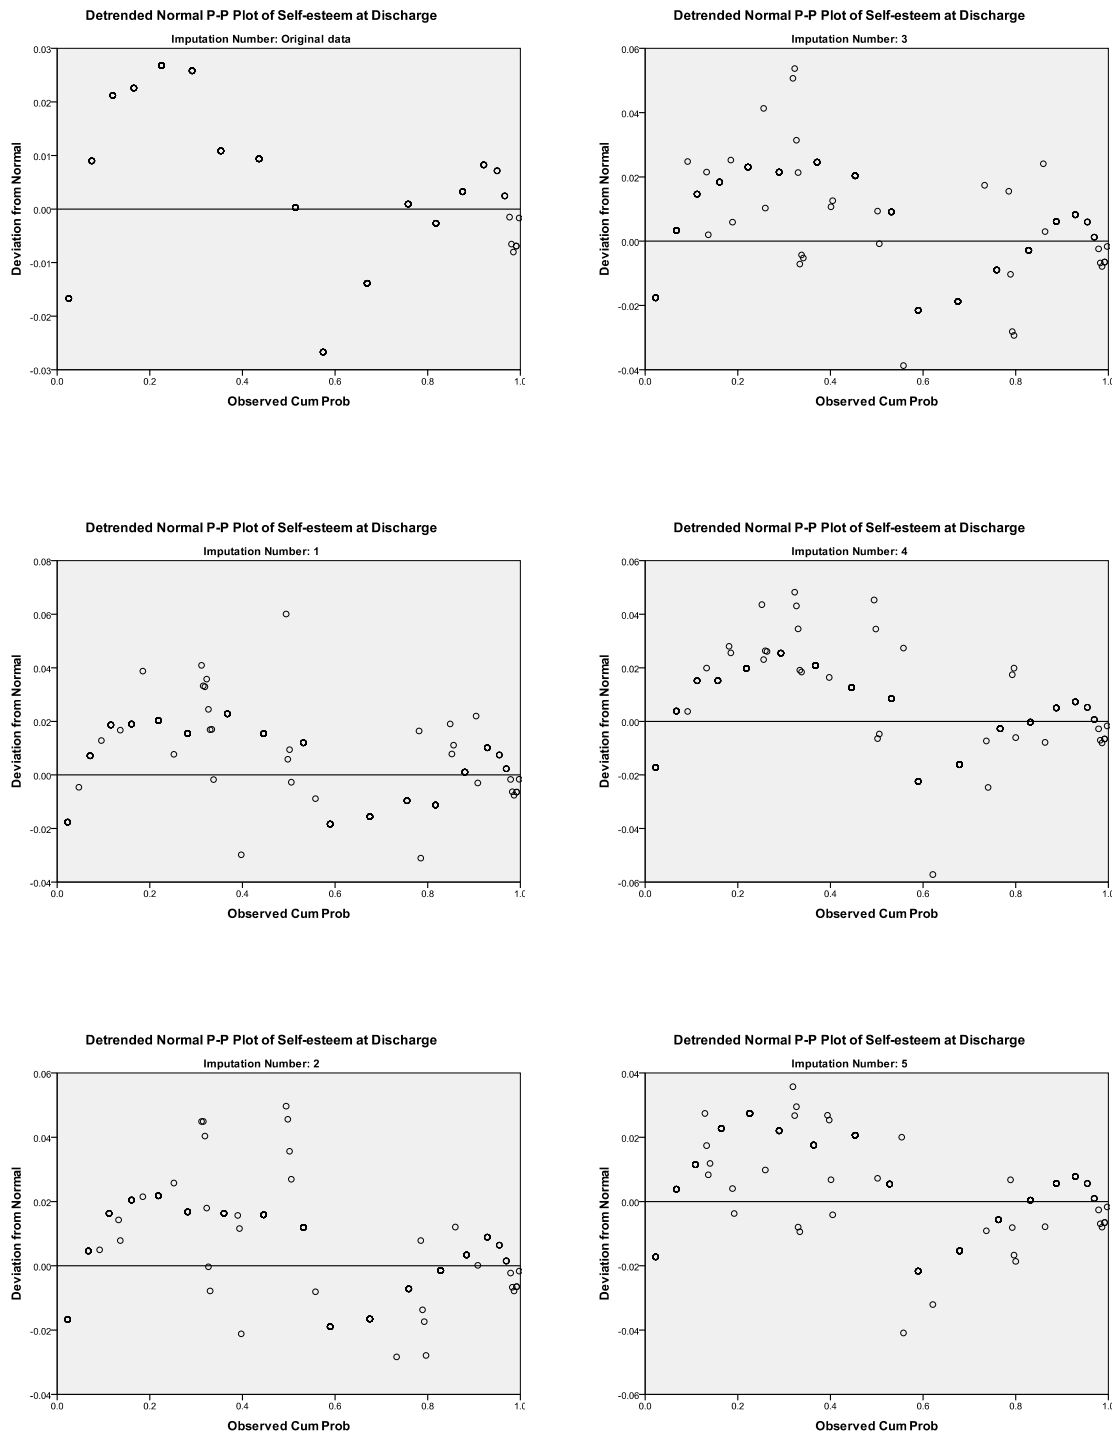 Detrended Normal P-P Plot of Self-esteem at Discharge
Imputation Number: Original data
0.03
0.02
0.01
0.00
-0.01
-0.02
-0.03
Deviation from Normal
0.0 0.2 0.4 0.6 0.8 1.0
Observed Cum Prob
Detrended Normal P-P Plot of Self-esteem at Discharge
Imputation Number: 3
0.06
0.04
0.02
0.00
-0.02
-0.04
Deviation from Normal
0.0 0.2 0.4 0.6 0.8 1.0
Observed Cum Prob
Detrended Normal P-P Plot of Self-esteem at Discharge
Imputation Number: 1
0.08
0.06
0.04
0.02
0.00
-0.02
-0.04
Deviation from Normal
0.0 0.2 0.4 0.6 0.8 1.0
Observed Cum Prob
Detrended Normal P-P Plot of Self-esteem at Discharge
Imputation Number: 4
0.06
0.04
0.02
0.00
-0.02
-0.04
-0.06
Deviation from Normal
0.0 0.2 0.4 0.6 0.8 1.0
Observed Cum Prob
Detrended Normal P-P Plot of Self-esteem at Discharge
Imputation Number: 2
0.06
0.04
0.02
0.00
-0.02
-0.04
Deviation from Normal
0.0 0.2 0.4 0.6 0.8 1.0
Observed Cum Prob
Detrended Normal P-P Plot of Self-esteem at Discharge
Imputation Number: 5
0.04
0.02
0.00
-0.02
-0.04
-0.06
Deviation from Normal
0.0 0.2 0.4 0.6 0.8 1.0
Observed Cum Prob